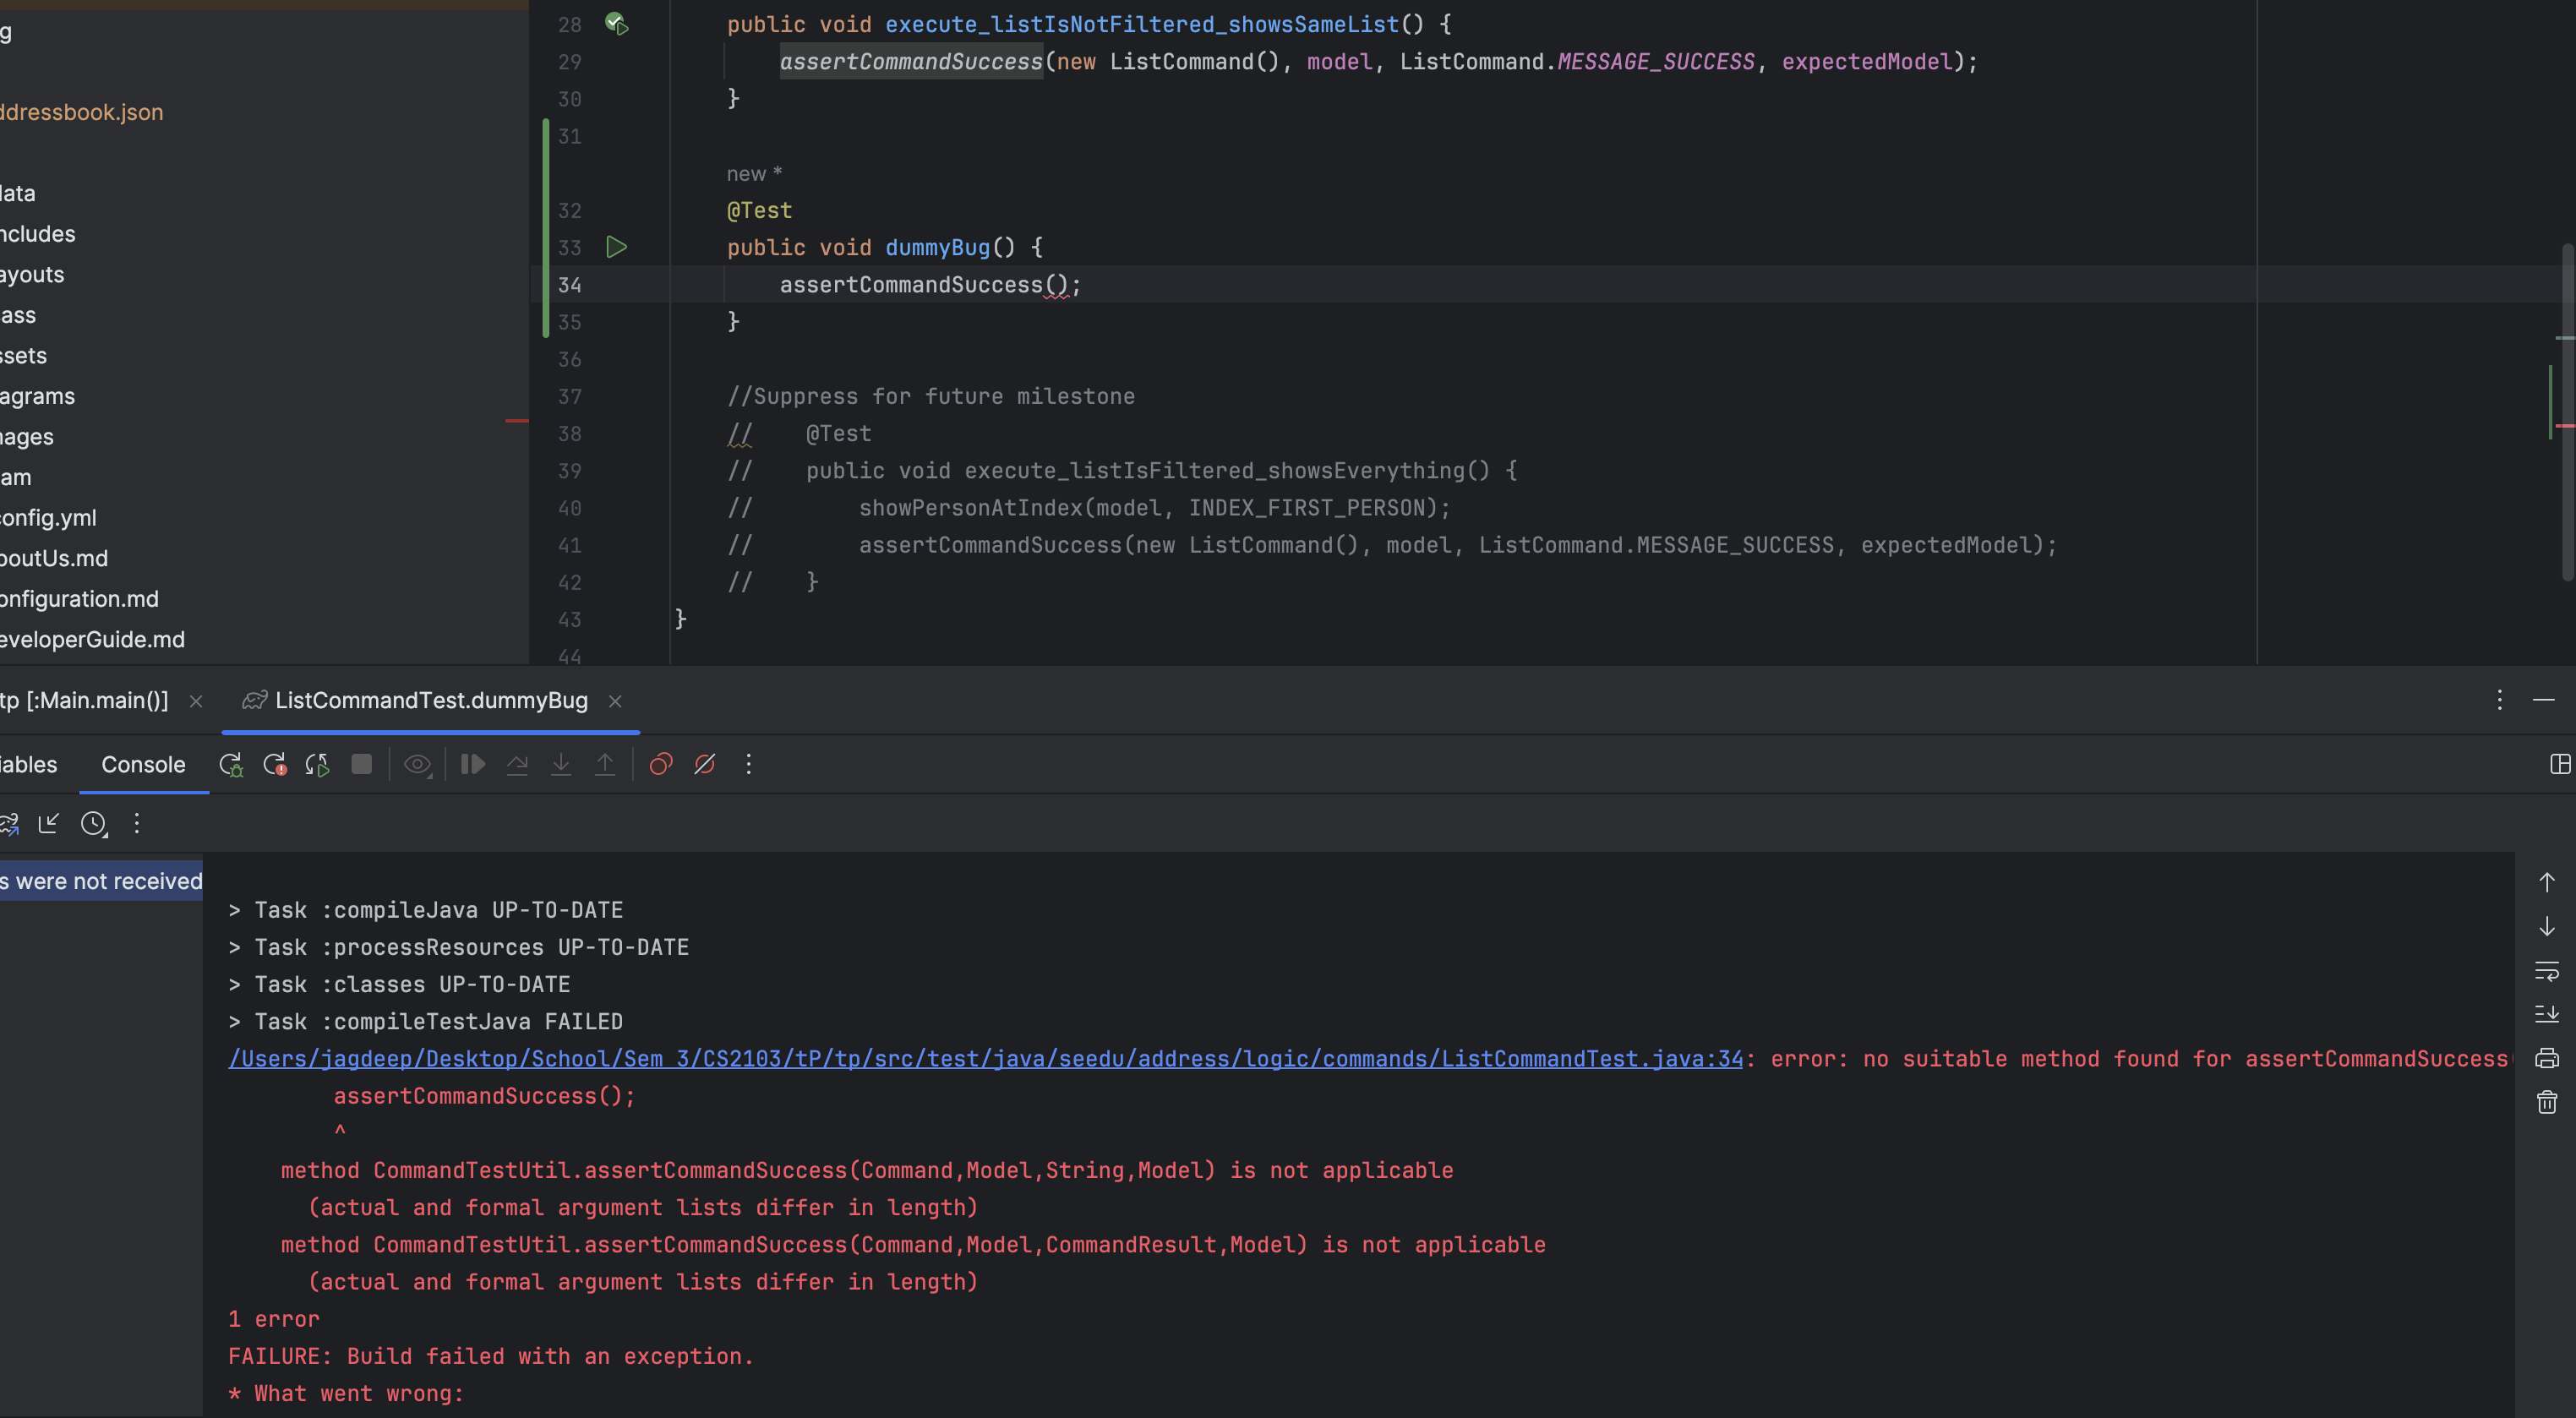 28 public void execute_listIsNotFiltered_showsSameList() {
29 assertCommandSuccess(new ListCommand(), model, ListCommand.MESSAGE_SUCCESS, expectedModel);
30 }
31
new *
32 @Test
33 public void dummyBug() {
34 assertCommandSuccess();
35 }
36
37 //Suppress for future milestone
38 //    @Test
39 //    public void execute_listIsFiltered_showsEverything() {
40 //        showPersonAtIndex(model, INDEX_FIRST_PERSON);
41 //        assertCommandSuccess(new ListCommand(), model, ListCommand.MESSAGE_SUCCESS, expectedModel);
42 //    }
43 }
44
g
ddressbook.json
ata
ncludes
ayouts
ass
ssets
agrams
ages
am
config.yml
outUs.md
onfiguration.md
eveloperGuide.md
tp [:Main.main()]
ListCommandTest.dummyBug
iables
Console
s were not received
> Task :compileJava UP-TO-DATE
> Task :processResources UP-TO-DATE
> Task :classes UP-TO-DATE
> Task :compileTestJava FAILED
/Users/jagdeep/Desktop/School/Sem 3/CS2103/tP/tp/src/test/java/seedu/address/logic/commands/ListCommandTest.java:34: error: no suitable method found for assertCommandSuccess(
assertCommandSuccess();
^
method CommandTestUtil.assertCommandSuccess(Command,Model,String,Model) is not applicable
(actual and formal argument lists differ in length)
method CommandTestUtil.assertCommandSuccess(Command,Model,CommandResult,Model) is not applicable
(actual and formal argument lists differ in length)
1 error
FAILURE: Build failed with an exception.
* What went wrong: